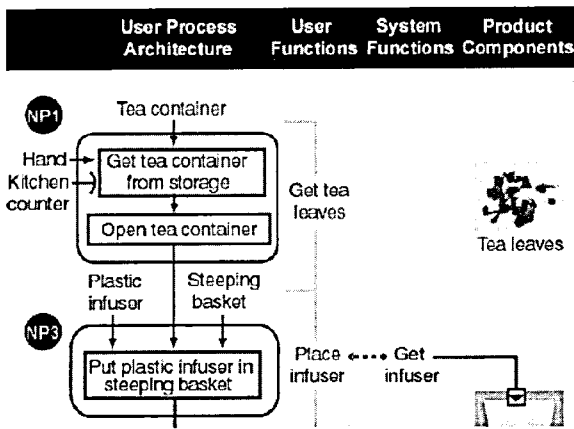 User Process
Architecture
User
Functions
System
Functions
Product
Components
NP1
Tea container
Hand
Kitchen
counter
Get tea container
from storage
Open tea container
Get tea
leaves
Tea leaves
Plastic
infuser
Steeping
basket
NP3
Put plastic infuser in
steeping basket
Place
infuser
Get
infuser